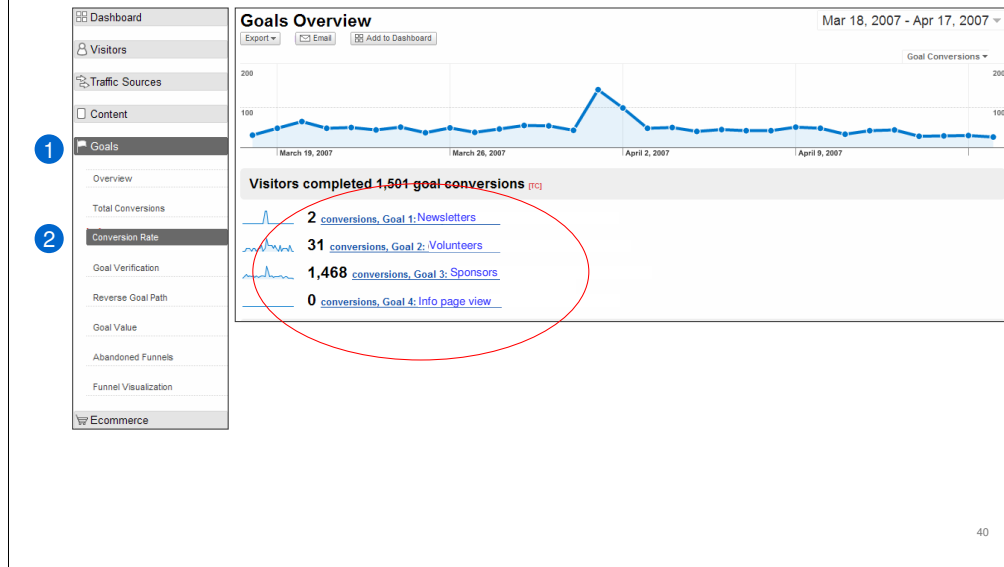 Dashboard
Visitors
Traffic Sources
Content
1
Goals
Overview
Total Conversions
2
Conversion Rate
Goal Verification
Reverse Goal Path
Goal Value
Abandoned Funnels
Funnel Visualization
Ecommerce
Goals Overview
Mar 18, 2007 - Apr 17, 2007
Export
Email
Add to Dashboard
Goal Conversions
200
200
100
100
March 19, 2007
March 26, 2007
April 2, 2007
April 9, 2007
Visitors completed 1,501 goal conversions [TC]
2 conversions, Goal 1: Newsletters
31 conversions, Goal 2: Volunteers
1,468 conversions, Goal 3: Sponsors
0 conversions, Goal 4: Info page view
40